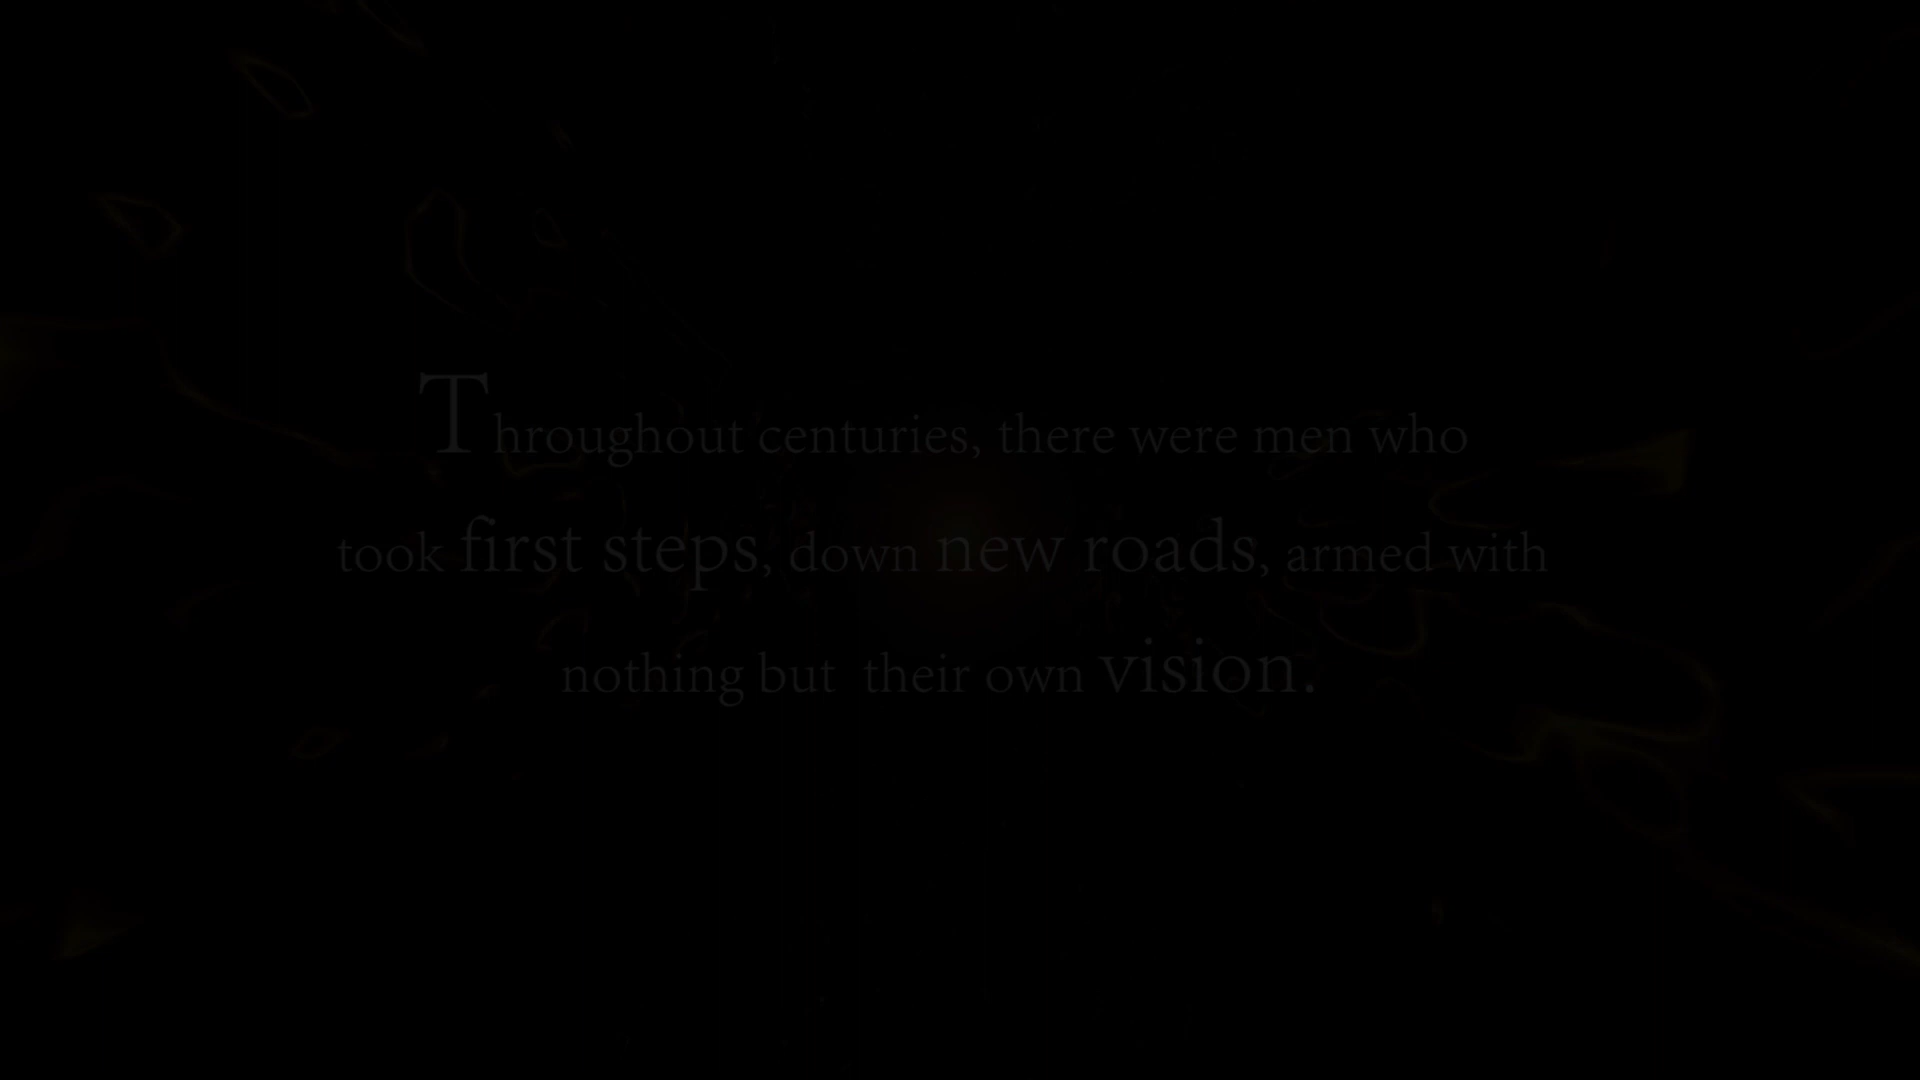 Throughout centuries, there were men who
took first steps, down new roads, armed with
nothing but their own vision.